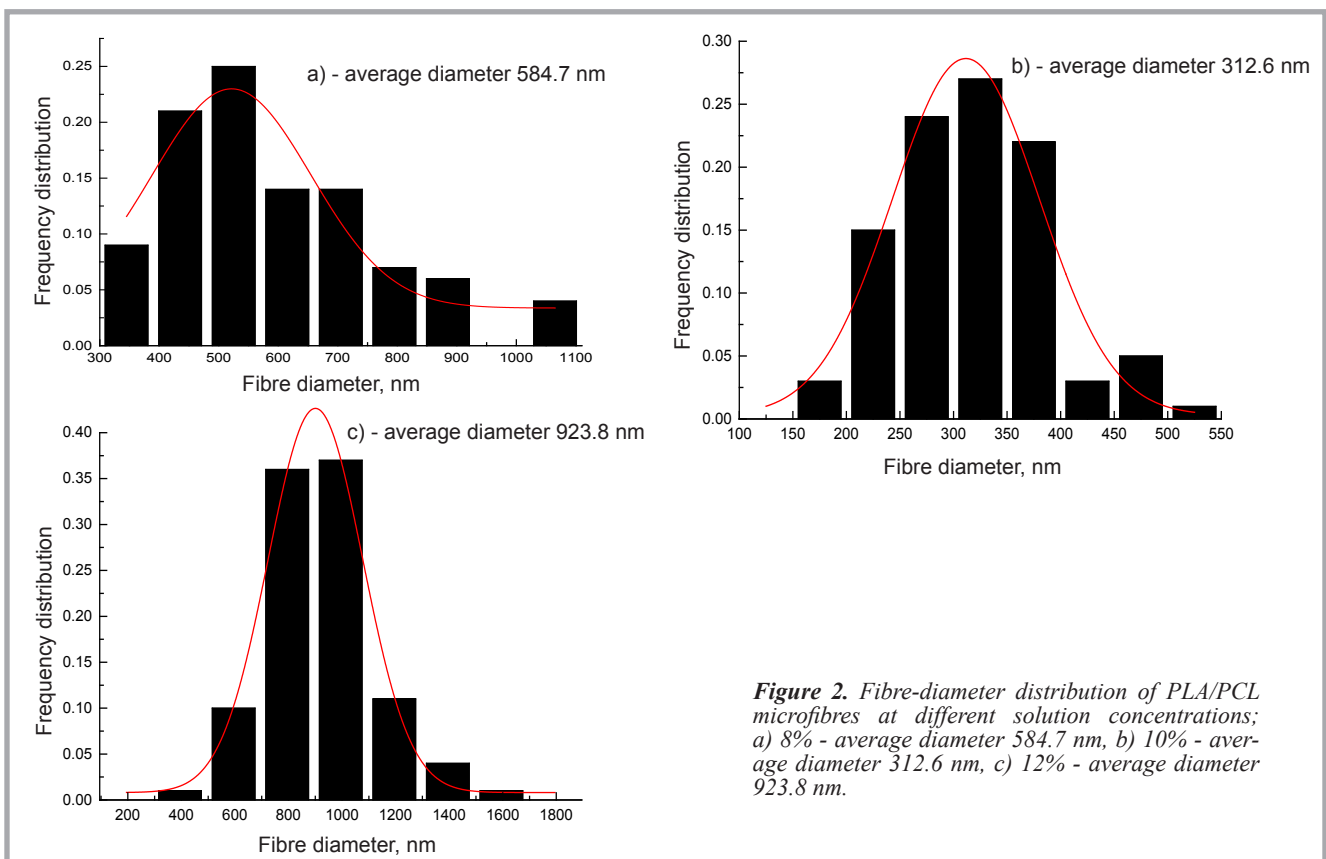 a) - average diameter 584.7 nm
0.25
0.20
0.15
0.10
0.05
0.00
Frequency distribution
300 400 500 600 700 800 900 1000 1100
Fibre diameter, nm
b) - average diameter 312.6 nm
0.30
0.25
0.20
0.15
0.10
0.05
0.00
Frequency distribution
100 150 200 250 300 350 400 450 500 550
Fibre diameter, nm
c) - average diameter 923.8 nm
0.40
0.35
0.30
0.25
0.20
0.15
0.10
0.05
0.00
Frequency distribution
200 400 600 800 1000 1200 1400 1600 1800
Fibre diameter, nm
Figure 2. Fibre-diameter distribution of PLA/PCL
microfibres at different solution concentrations;
a) 8% - average diameter 584.7 nm, b) 10% - aver-
age diameter 312.6 nm, c) 12% - average diameter
923.8 nm.